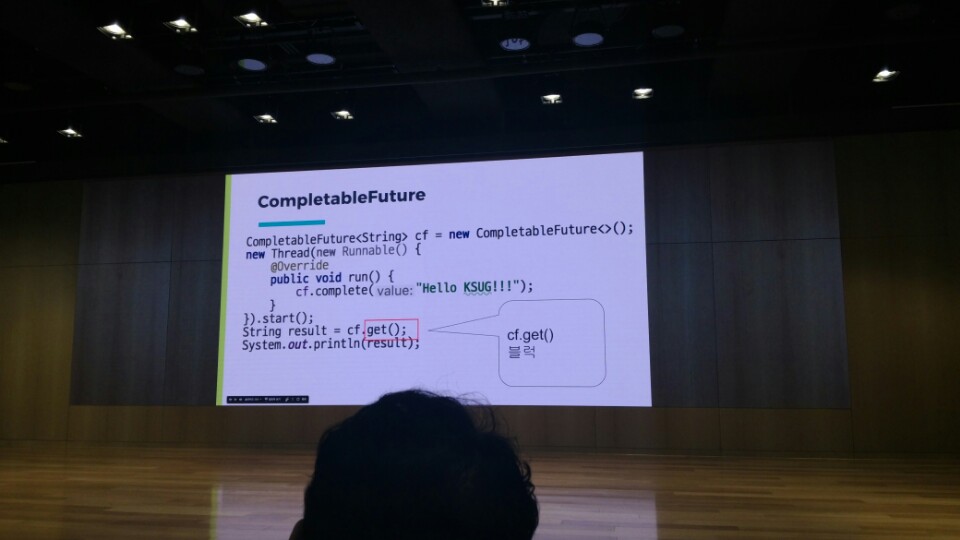 CompletableFuture
CompletableFuture<String> cf = new CompletableFuture<>();
new Thread(new Runnable() {
@Override
public void run() {
cf.complete( value: "Hello KSUG!!!");
}
}).start();
String result = cf.get();
System.out.println(result);
cf.get()
블럭